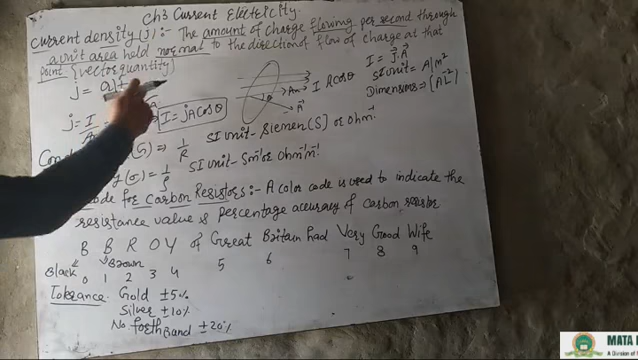 Ch3 Current Electricity.
Current density (J) :- The amount of charge flowing per second through
a unit area held normal to the direction of flow of charge at that
point {vector quantity}
I = J.A
SI unit = A/m²
Dimensions ⇒ [AL⁻²]
j =
A cosθ
j = I
I = jA cosθ
(G) ⇒ 1/R SI unit - Siemen (S) or ohm⁻¹
(σ) = 1/ρ SI unit - Sm⁻¹ or ohm⁻¹m⁻¹
code for Carbon Resistors :- A color code is used to indicate the
resistance value & percentage accuracy of carbon resistor
B B R O Y of Great Britain had Very Good Wife
Black Brown
0 1 2 3 4 5 6 7 8 9
Tolerance Gold ±5%
Silver ±10%
No forth Band ±20%
MATA
A Division of